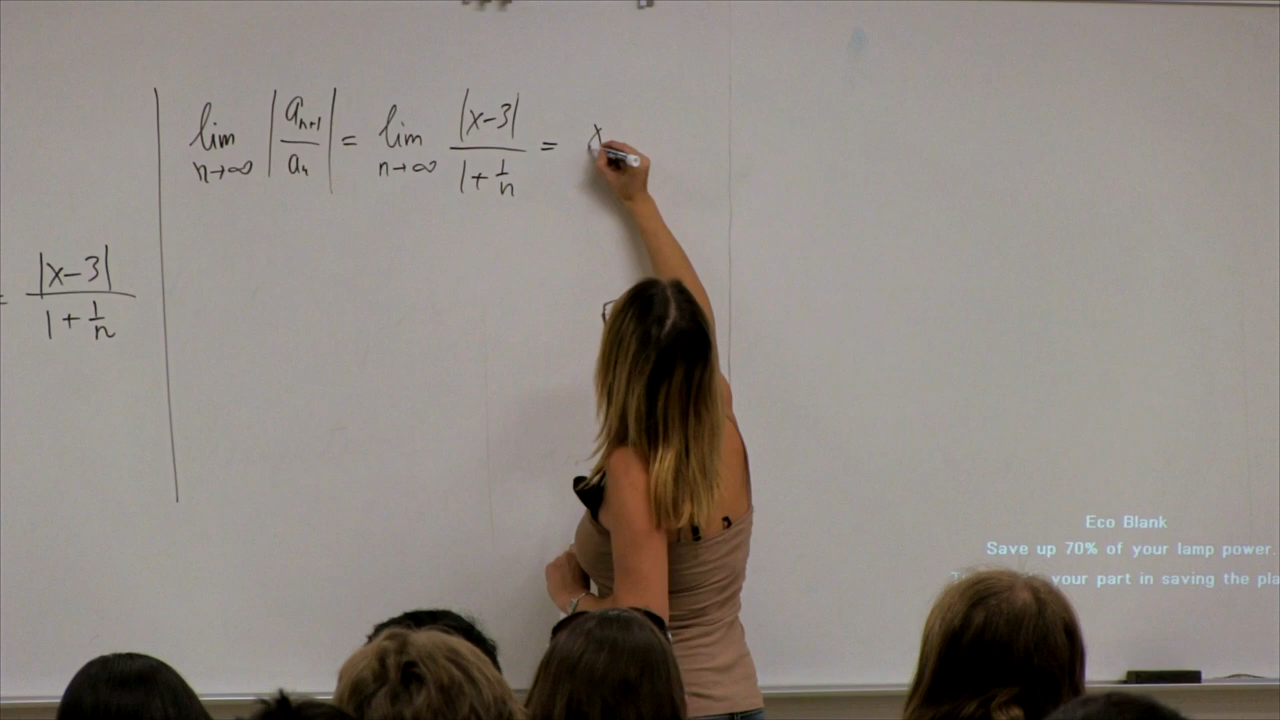 lim n→∞ |a_{n+1}/a_n| = lim n→∞ |x-3|/(1+1/n) = x
= |x-3|/(1+1/n)
Eco Blank
Save up 70% of your lamp power.
your part in saving the pla